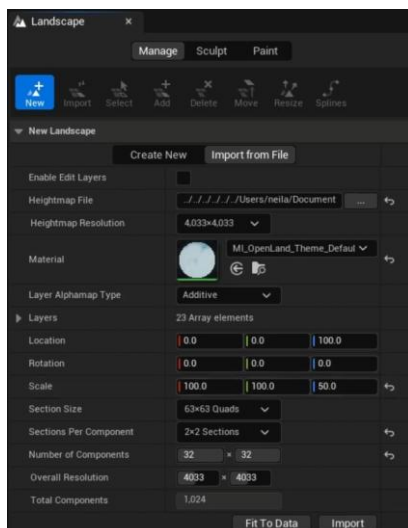 Landscape ×
Manage Sculpt Paint
New Import Select Add Delete Move Resize Splines
New Landscape
Create New Import from File
Enable Edit Layers
Heightmap File ../../../../../../Users/neila/Document ...
Heightmap Resolution 4,033×4,033
Material MI_OpenLand_Theme_Defaul
Layer Alphamap Type Additive
Layers 23 Array elements
Location 0.0 0.0 100.0
Rotation 0.0 0.0 0.0
Scale 100.0 100.0 50.0
Section Size 63×63 Quads
Sections Per Component 2×2 Sections
Number of Components 32 × 32
Overall Resolution 4033 × 4033
Total Components 1,024
Fit To Data Import